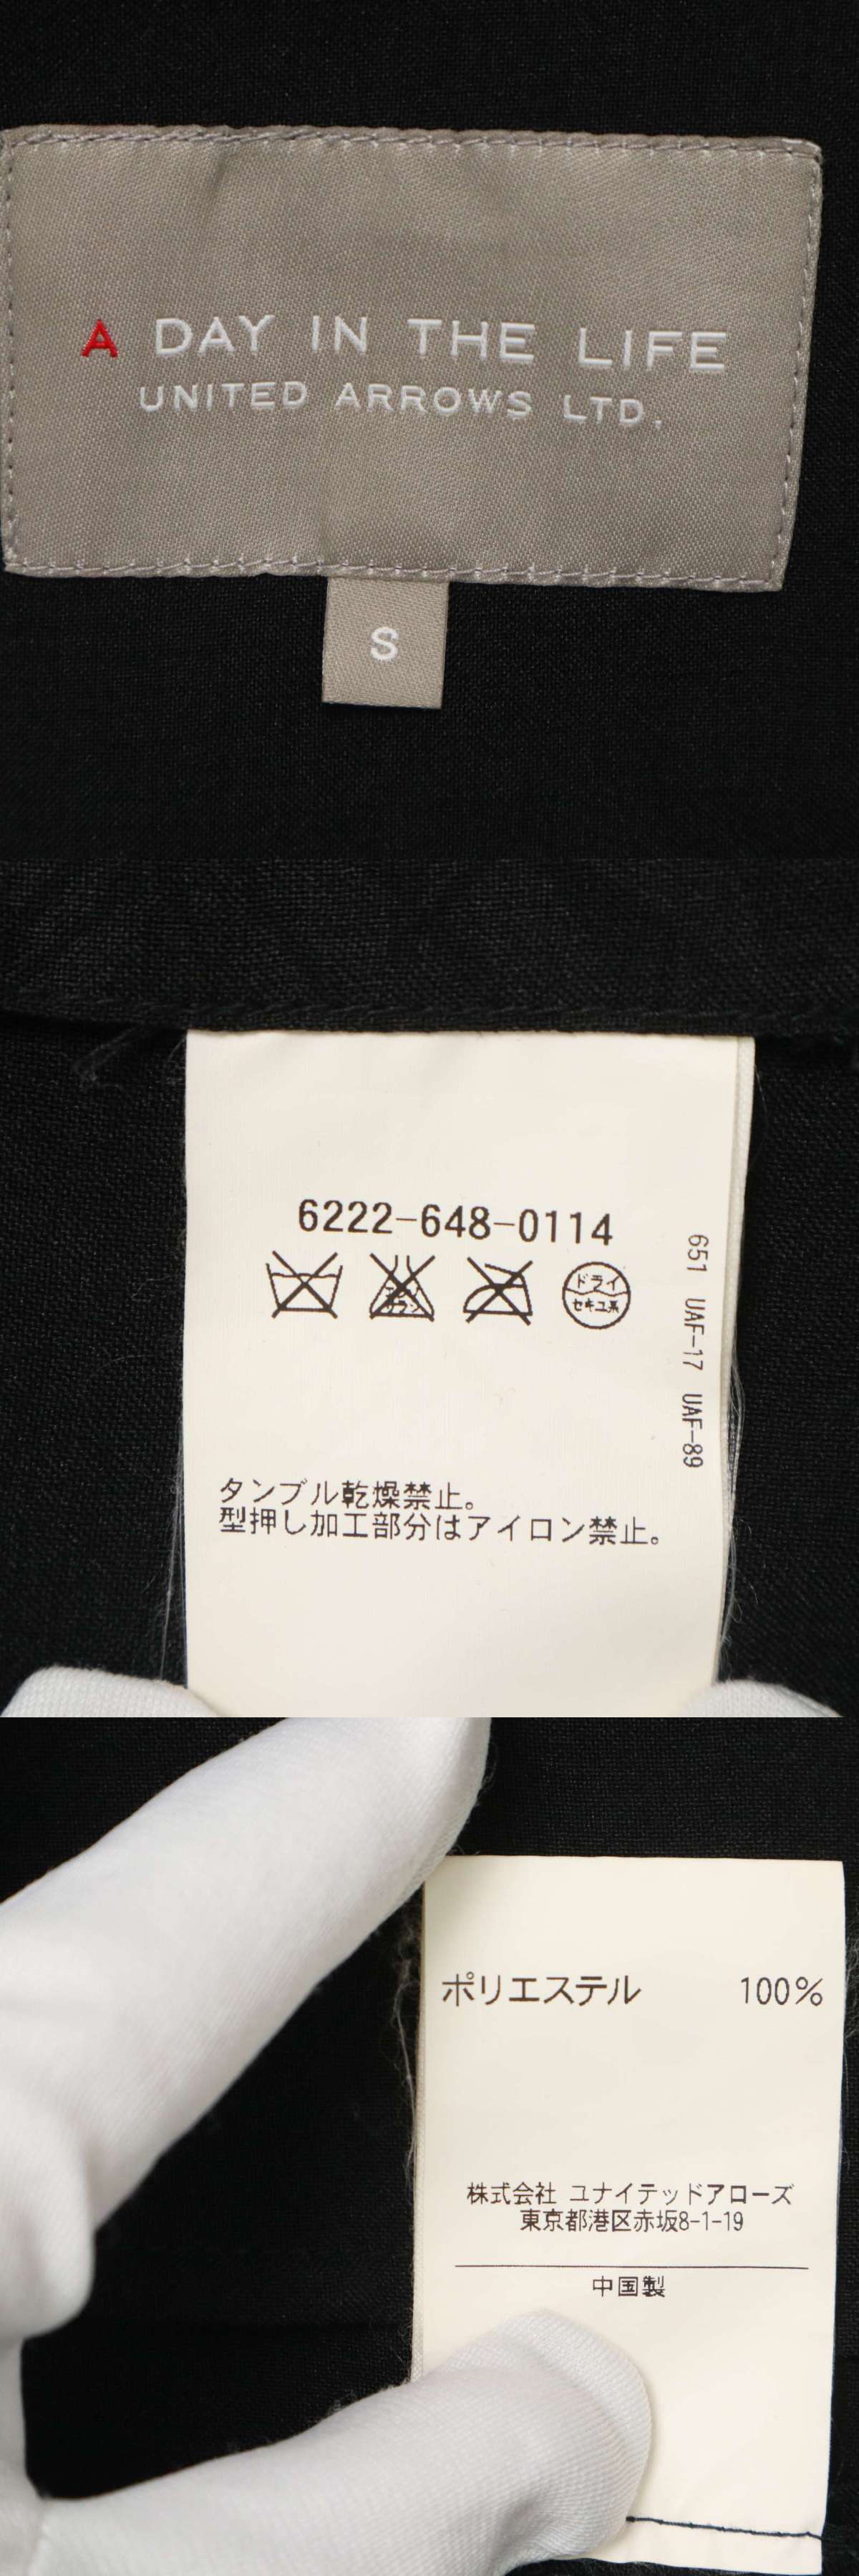 A DAY IN THE LIFE
UNITED ARROWS LTD.
S
6222-648-0114
ドライ
セキユ系
651 UAF-17 UAF-89
タンブル乾燥禁止。
型押し加工部分はアイロン禁止。
ポリエステル 100%
株式会社 ユナイテッドアローズ
東京都港区赤坂8-1-19
中国製